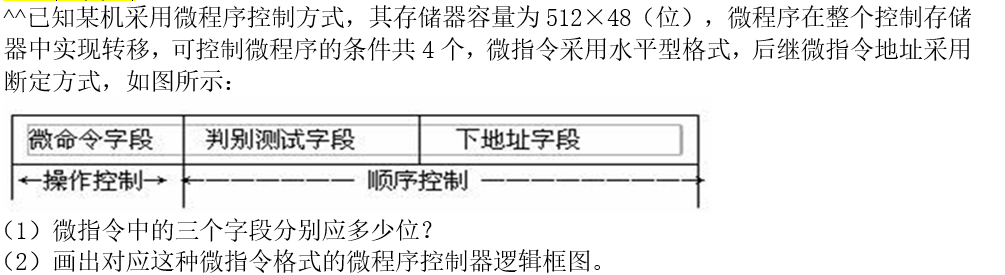 ^^已知某机采用微程序控制方式，其存储器容量为 512×48（位），微程序在整个控制存储
器中实现转移，可控制微程序的条件共 4 个，微指令采用水平型格式，后继微指令地址采用
断定方式，如图所示：
微命令字段 判别测试字段 下地址字段
←操作控制→ ←—————— 顺序控制 ——————→
（1）微指令中的三个字段分别应多少位？
（2）画出对应这种微指令格式的微程序控制器逻辑框图。